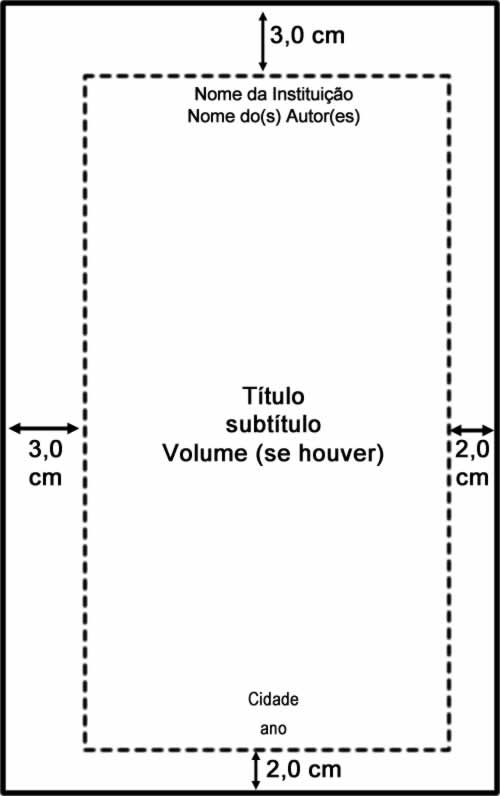 3,0 cm
Nome da Instituição
Nome do(s) Autor(es)
Título
subtítulo
Volume (se houver)
3,0
cm
2,0
cm
Cidade
ano
2,0 cm